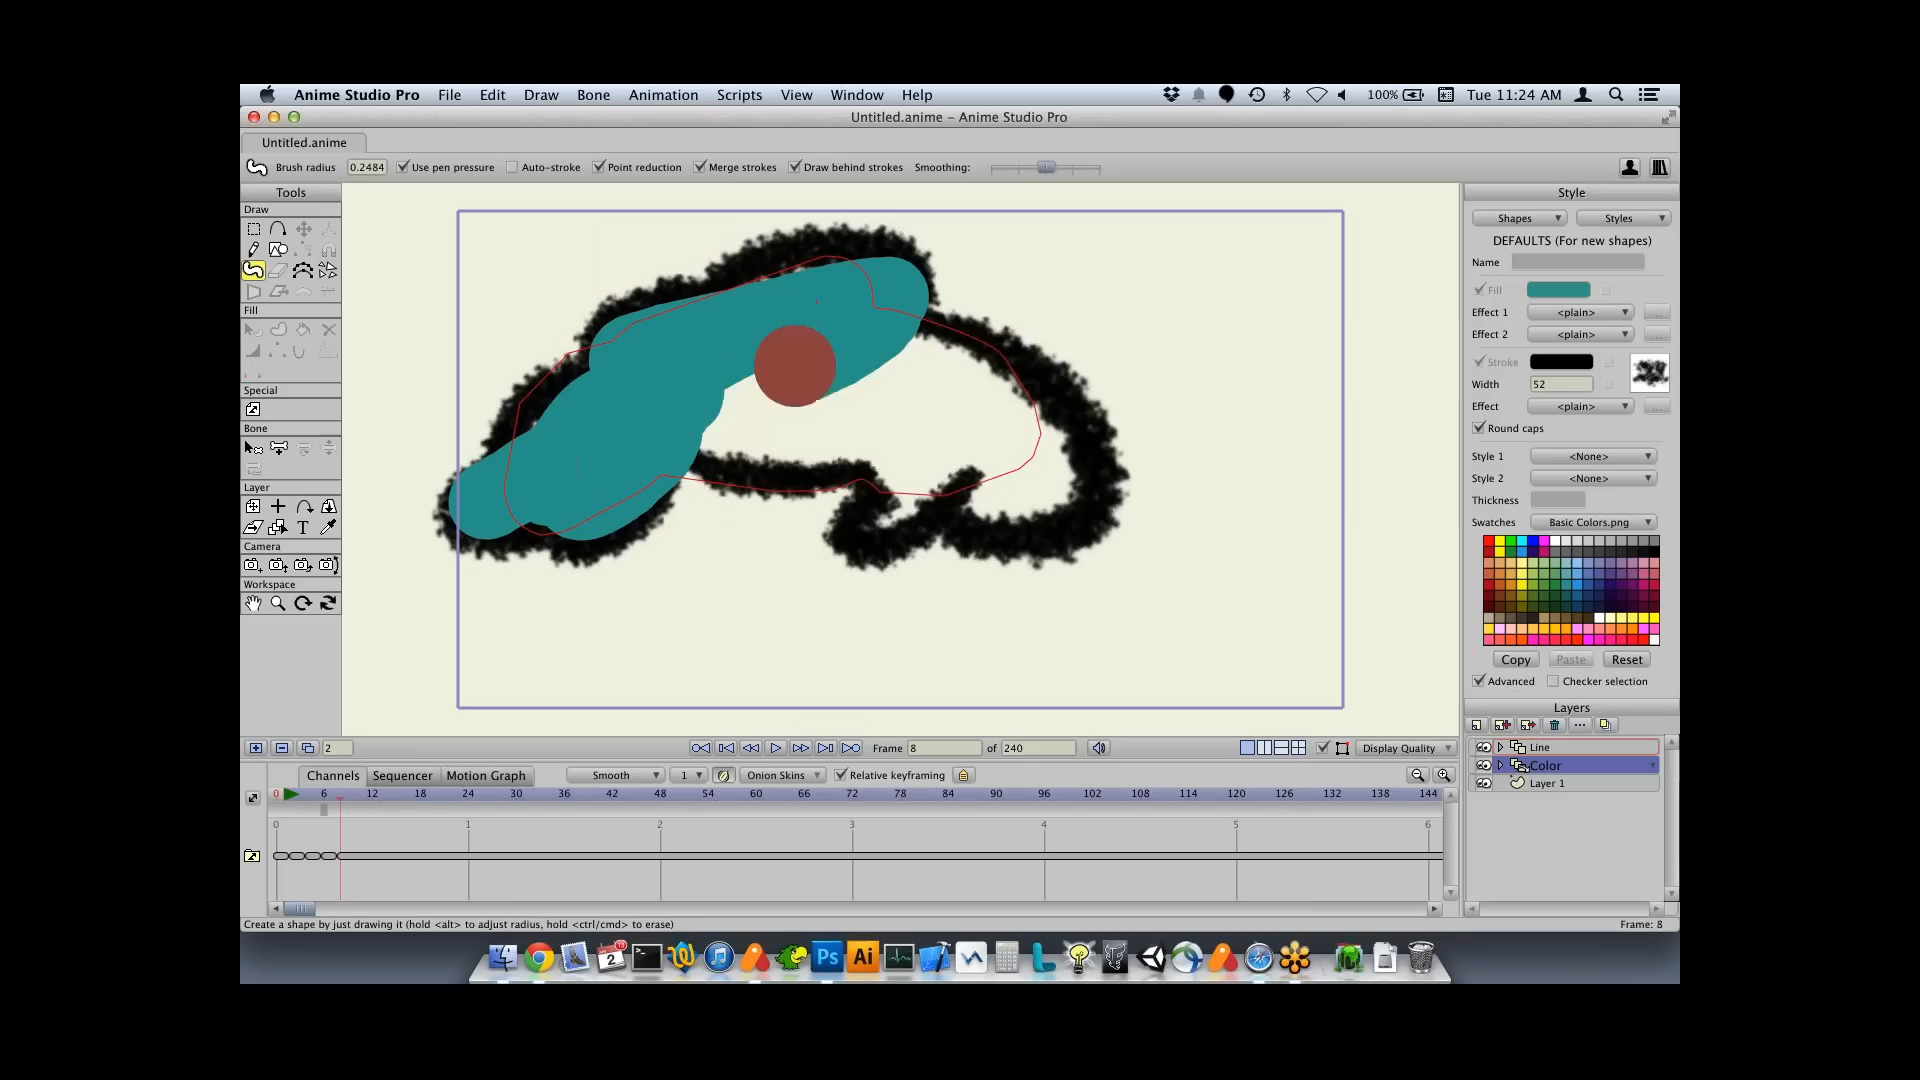 Anime Studio Pro File Edit Draw Bone Animation Scripts View Window Help 100% Tue 11:24 AM
Untitled.anime – Anime Studio Pro
Untitled.anime
Brush radius 0.2484 Use pen pressure Auto-stroke Point reduction Merge strokes Draw behind strokes Smoothing:
Tools
Draw
Fill
Special
Bone
Layer
T
Camera
Workspace
Style
Shapes Styles
DEFAULTS (For new shapes)
Name
Fill
Effect 1 <plain> ...
Effect 2 <plain> ...
Stroke
Width 52
Effect <plain> ...
Round caps
Style 1 <None>
Style 2 <None>
Thickness
Swatches Basic Colors.png
Copy Paste Reset
Advanced Checker selection
Layers
Line
Color
Layer 1
2 Frame 8 of 240 Display Quality
Channels Sequencer Motion Graph Smooth 1 Onion Skins Relative keyframing
0 6 12 18 24 30 36 42 48 54 60 66 72 78 84 90 96 102 108 114 120 126 132 138 144
0 1 2 3 4 5 6
Create a shape by just drawing it (hold <alt> to adjust radius, hold <ctrl/cmd> to erase) Frame: 8
2 Ps Ai